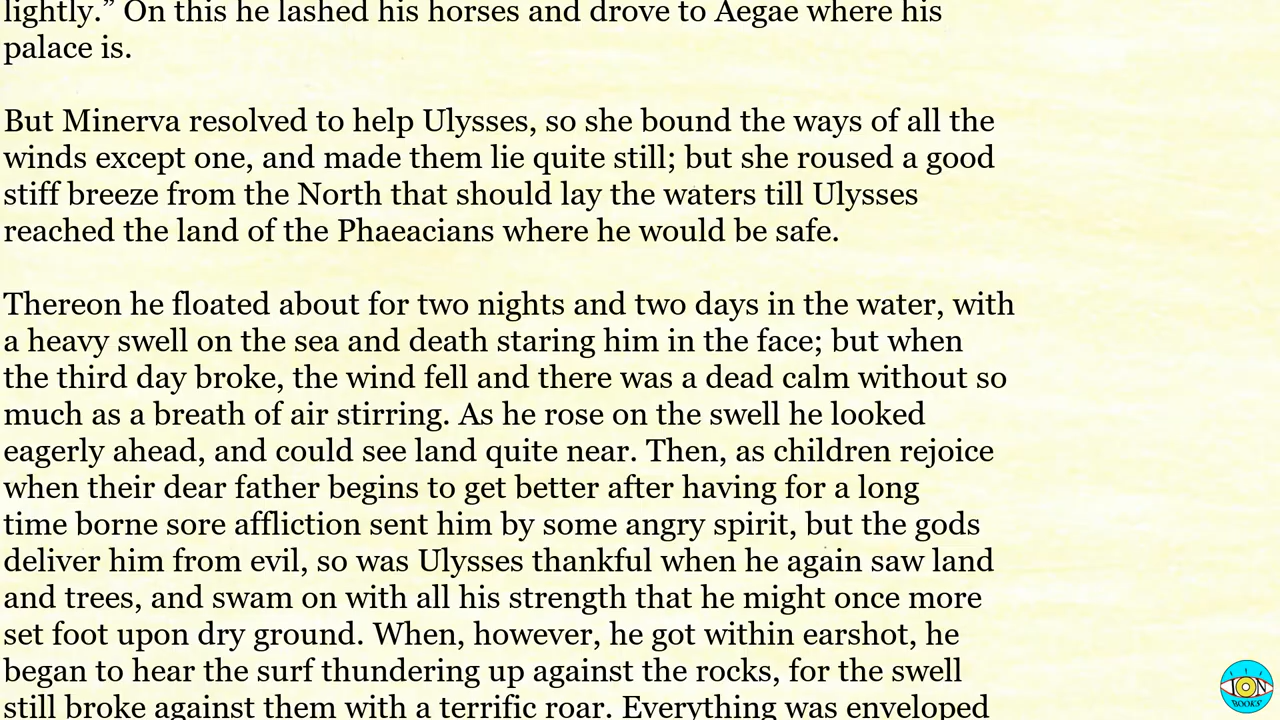 lightly.” On this he lashed his horses and drove to Aegae where his
palace is.
But Minerva resolved to help Ulysses, so she bound the ways of all the
winds except one, and made them lie quite still; but she roused a good
stiff breeze from the North that should lay the waters till Ulysses
reached the land of the Phaeacians where he would be safe.
Thereon he floated about for two nights and two days in the water, with
a heavy swell on the sea and death staring him in the face; but when
the third day broke, the wind fell and there was a dead calm without so
much as a breath of air stirring. As he rose on the swell he looked
eagerly ahead, and could see land quite near. Then, as children rejoice
when their dear father begins to get better after having for a long
time borne sore affliction sent him by some angry spirit, but the gods
deliver him from evil, so was Ulysses thankful when he again saw land
and trees, and swam on with all his strength that he might once more
set foot upon dry ground. When, however, he got within earshot, he
began to hear the surf thundering up against the rocks, for the swell
still broke against them with a terrific roar. Everything was enveloped
ION
BOOKS